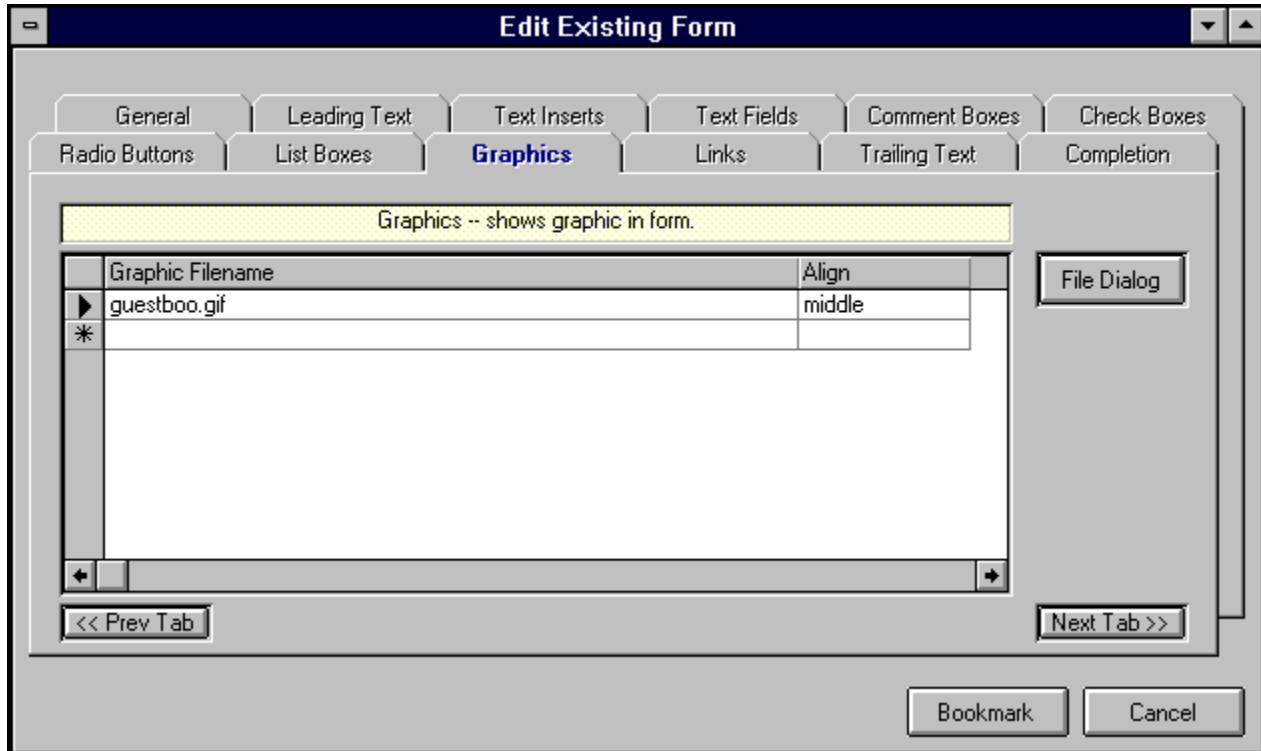 Edit Existing Form
General Leading Text Text Inserts Text Fields Comment Boxes Check Boxes
Radio Buttons List Boxes Graphics Links Trailing Text Completion
Graphics -- shows graphic in form.
Graphic Filename Align
File Dialog
guestboo.gif middle
<< Prev Tab Next Tab >>
Bookmark Cancel